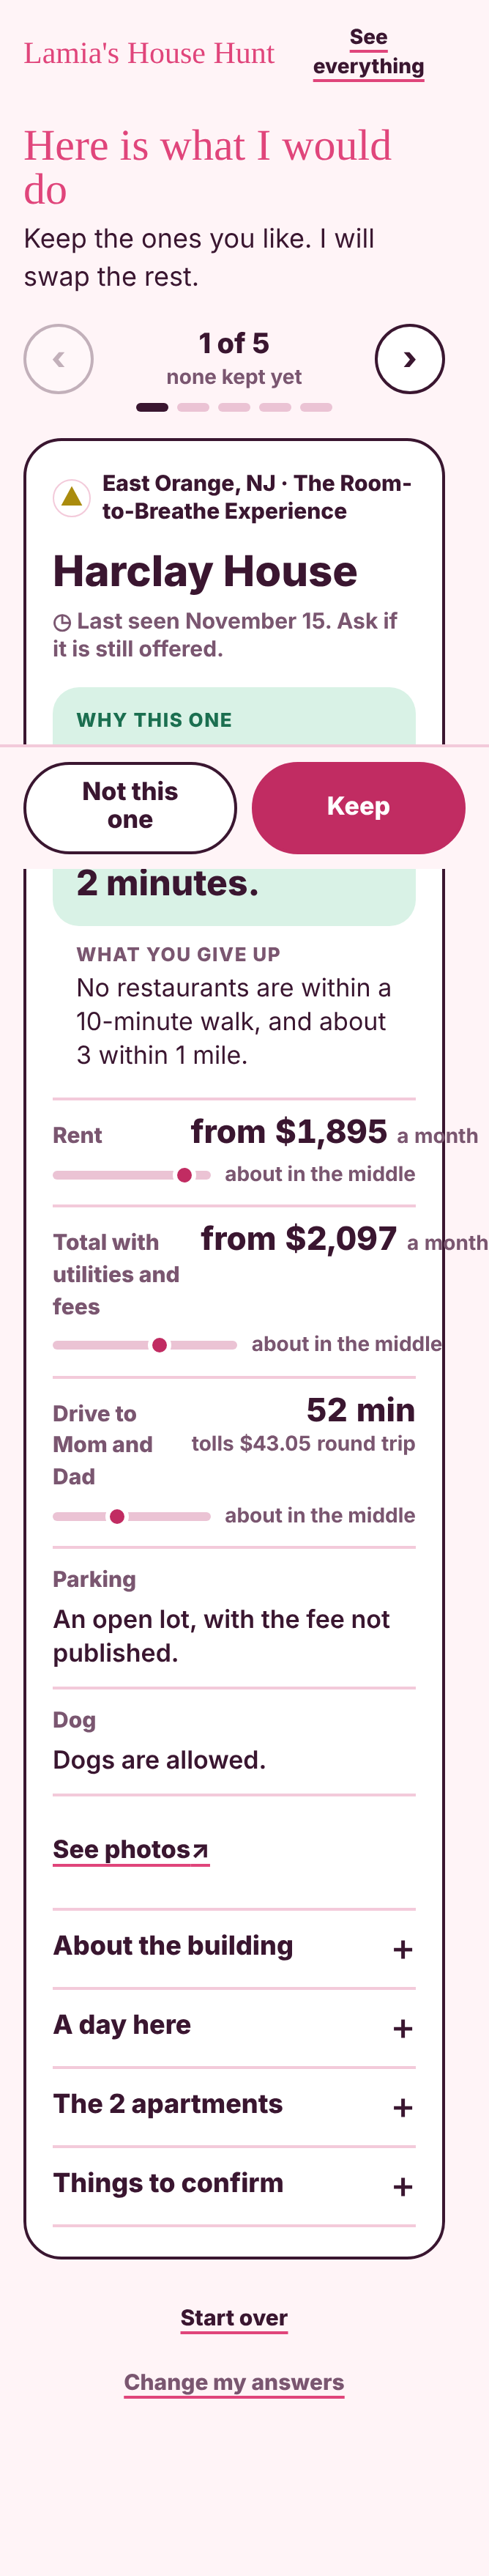 Lamia's House Hunt
See
everything
Here is what I would
do
Keep the ones you like. I will
swap the rest.
‹
1 of 5
none kept yet
›
East Orange, NJ · The Room-
to-Breathe Experience
Harclay House
◷ Last seen November 15. Ask if
it is still offered.
WHY THIS ONE
Not this
one
Keep
2 minutes.
WHAT YOU GIVE UP
No restaurants are within a
10-minute walk, and about
3 within 1 mile.
Rent from $1,895 a month
about in the middle
Total with
utilities and
fees
from $2,097 a month
about in the middle
Drive to
Mom and
Dad
52 min
tolls $43.05 round trip
about in the middle
Parking
An open lot, with the fee not
published.
Dog
Dogs are allowed.
See photos↗
About the building +
A day here +
The 2 apartments +
Things to confirm +
Start over
Change my answers